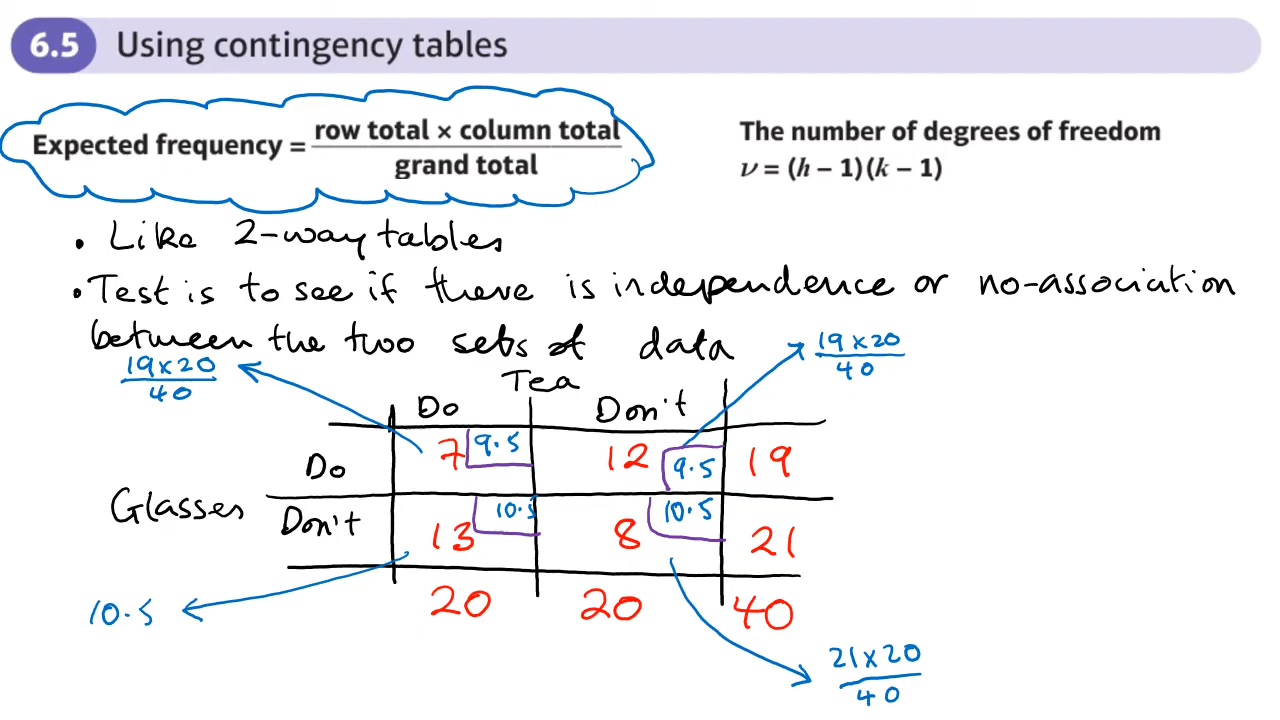 6.5 Using contingency tables
Expected frequency = row total × column total / grand total
The number of degrees of freedom
ν = (h − 1)(k − 1)
• Like 2-way tables
• Test is to see if there is independence or no-association
between the two sets of data
19 x 20 / 40
19 x 20 / 40
Tea
Do Don't
Do 7 9.5 12 9.5 19
Glasses
Don't 13 10.5 8 10.5 21
20 20 40
10.5
21 x 20 / 40